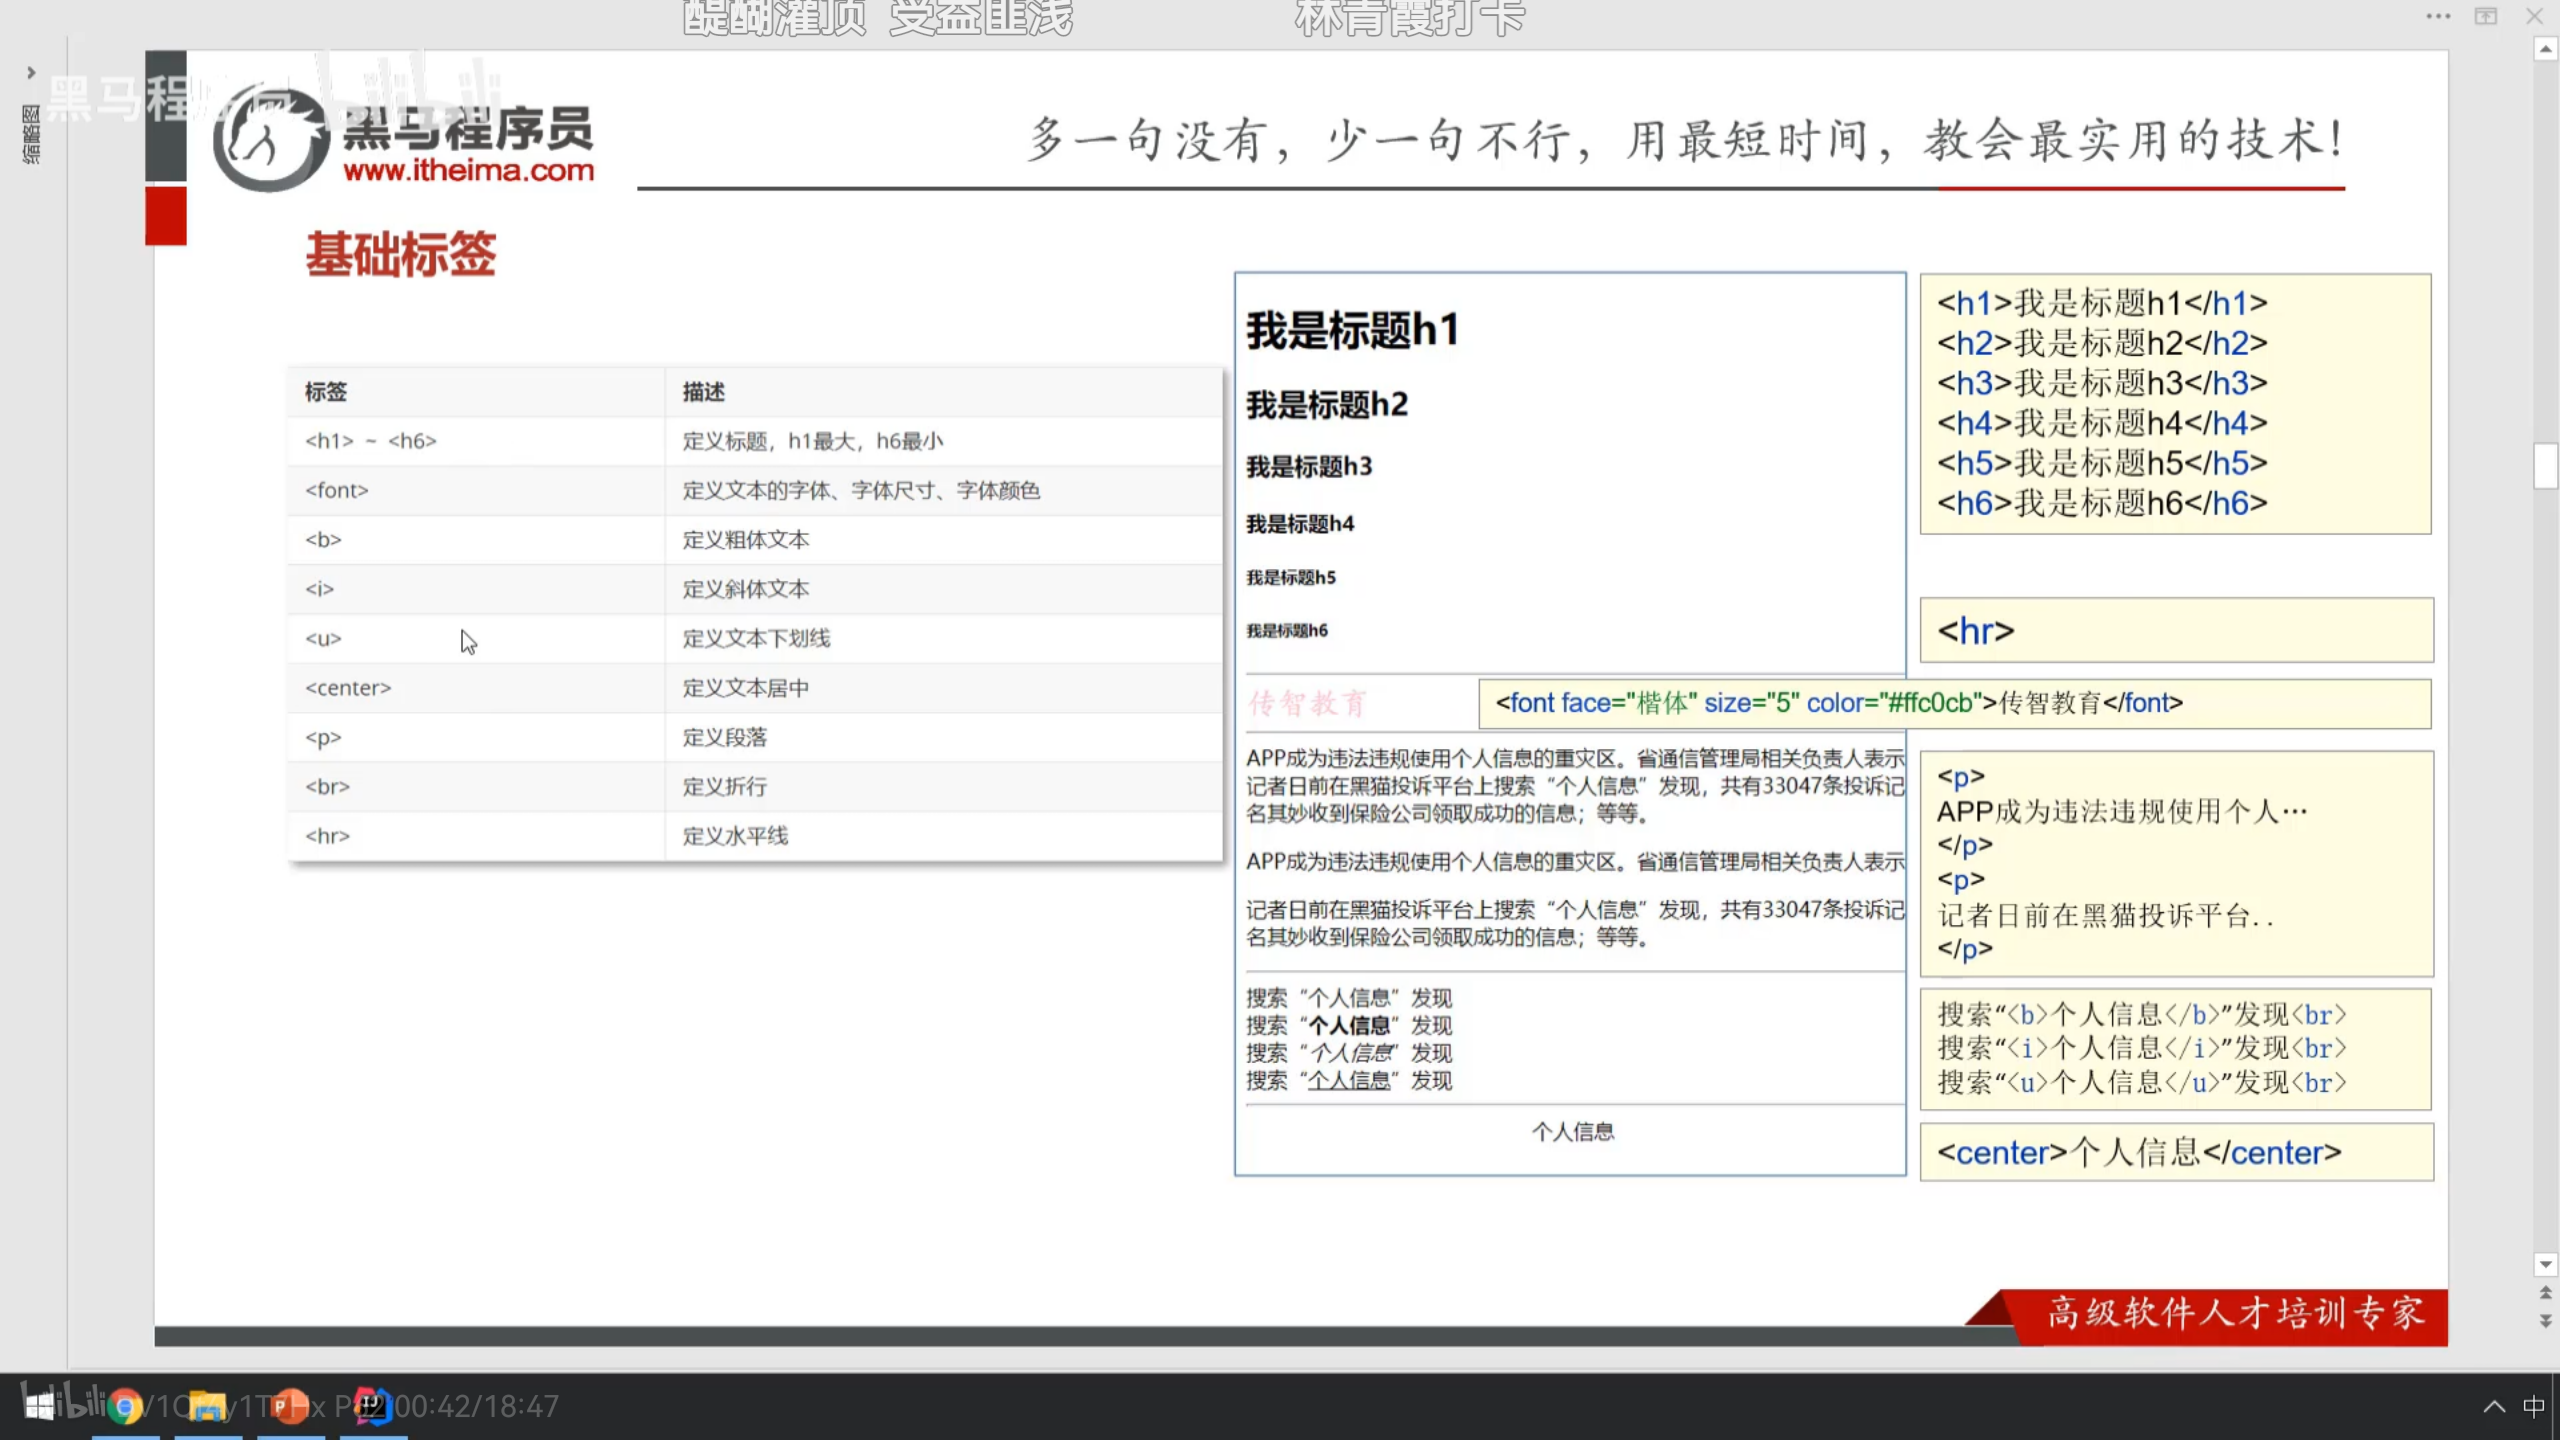 醍醐灌顶 受益匪浅
林青霞打卡
缩略图
黑马程序员
www.itheima.com
多一句没有，少一句不行，用最短时间，教会最实用的技术！
基础标签
标签 描述
<h1> ~ <h6> 定义标题，h1最大，h6最小
<font> 定义文本的字体、字体尺寸、字体颜色
<b> 定义粗体文本
<i> 定义斜体文本
<u> 定义文本下划线
<center> 定义文本居中
<p> 定义段落
<br> 定义折行
<hr> 定义水平线
我是标题h1
我是标题h2
我是标题h3
我是标题h4
我是标题h5
我是标题h6
传智教育
APP成为违法违规使用个人信息的重灾区。省通信管理局相关负责人表示
记者日前在黑猫投诉平台上搜索“个人信息”发现，共有33047条投诉记
名其妙收到保险公司领取成功的信息；等等。
APP成为违法违规使用个人信息的重灾区。省通信管理局相关负责人表示
记者日前在黑猫投诉平台上搜索“个人信息”发现，共有33047条投诉记
名其妙收到保险公司领取成功的信息；等等。
搜索“个人信息”发现
搜索“个人信息”发现
搜索“个人信息”发现
搜索“个人信息”发现
个人信息
<h1>我是标题h1</h1>
<h2>我是标题h2</h2>
<h3>我是标题h3</h3>
<h4>我是标题h4</h4>
<h5>我是标题h5</h5>
<h6>我是标题h6</h6>
<hr>
<font face="楷体" size="5" color="#ffc0cb">传智教育</font>
<p>
APP成为违法违规使用个人…
</p>
<p>
记者日前在黑猫投诉平台..
</p>
搜索“<b>个人信息</b>”发现<br>
搜索“<i>个人信息</i>”发现<br>
搜索“<u>个人信息</u>”发现<br>
<center>个人信息</center>
高级软件人才培训专家
bilibili
00:42/18:47
中